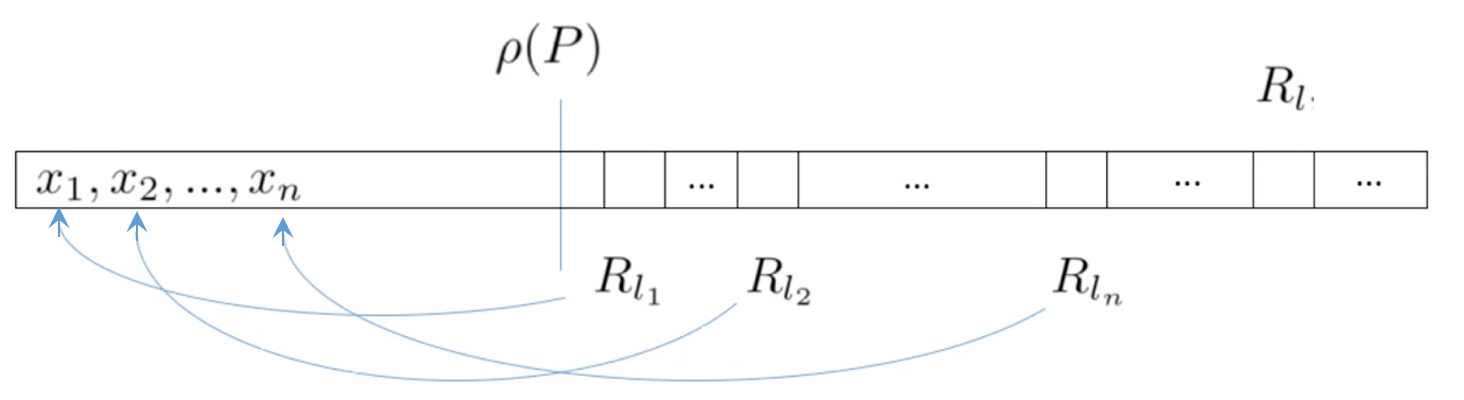 ρ(P)
R_l
x_1, x_2, ..., x_n ... ... ... ...
R_{l_1} R_{l_2} R_{l_n}